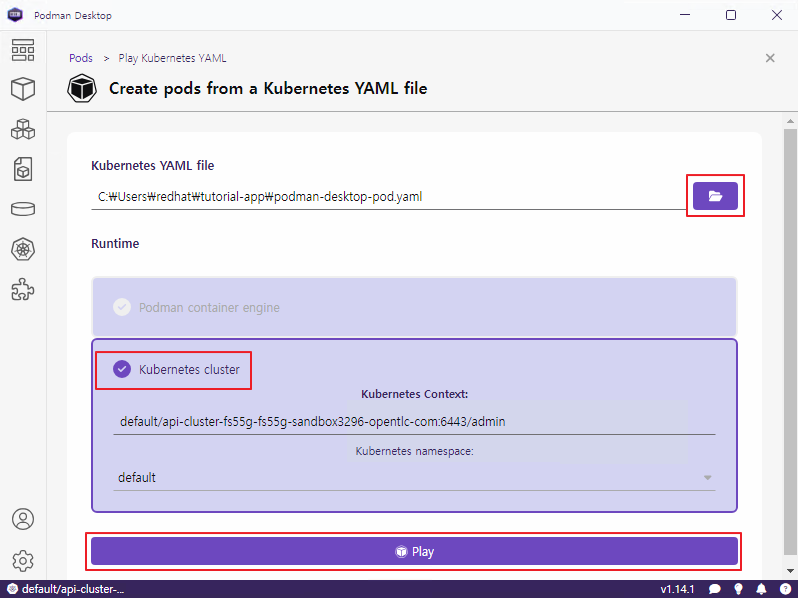 Podman Desktop
Pods > Play Kubernetes YAML
Create pods from a Kubernetes YAML file
Kubernetes YAML file
C:₩Users₩redhat₩tutorial-app₩podman-desktop-pod.yaml
Runtime
Podman container engine
Kubernetes cluster
Kubernetes Context:
default/api-cluster-fs55g-fs55g-sandbox3296-opentlc-com:6443/admin
Kubernetes namespace:
default
Play
default/api-cluster-... v1.14.1